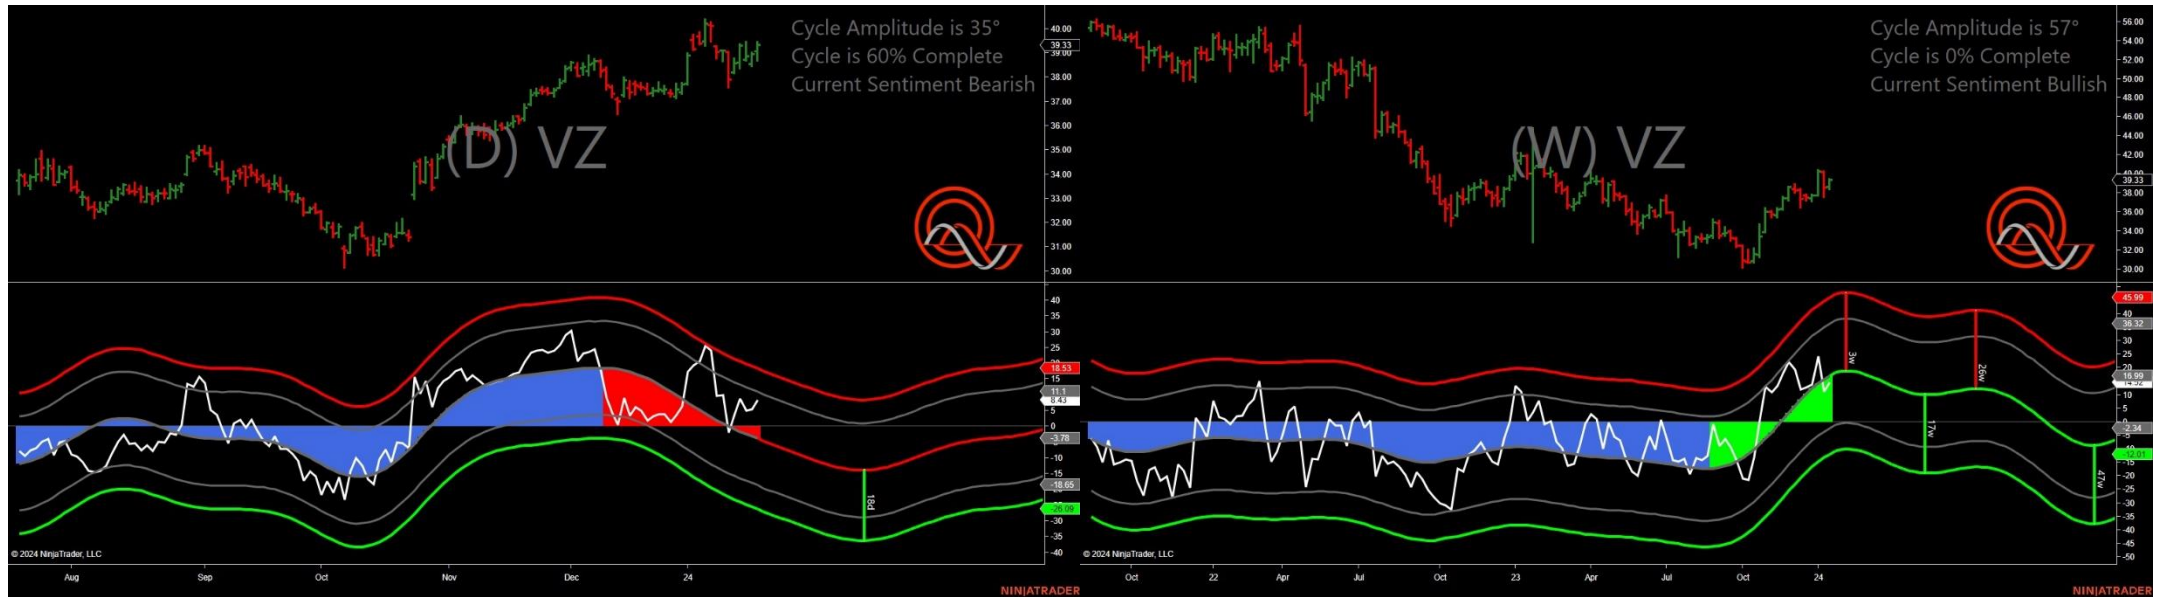 Cycle Amplitude is 35°
Cycle is 60% Complete
Current Sentiment Bearish
(D) VZ
40.00
39.33
39.00
38.00
37.00
36.00
35.00
34.00
33.00
32.00
31.00
30.00
40
35
30
25
18.53
15
11.1
8.43
5
0
-3.78
-10
-15
-18.65
-26.09
-30
-35
-40
18d
© 2024 NinjaTrader, LLC
Aug
Sep
Oct
Nov
Dec
24
NINJATRADER
Cycle Amplitude is 57°
Cycle is 0% Complete
Current Sentiment Bullish
(W) VZ
56.00
54.00
52.00
50.00
48.00
46.00
44.00
42.00
39.33
38.00
36.00
34.00
32.00
30.00
45.99
40
36.32
30
25
20
16.99
14.52
10
5
0
-2.34
-12.01
-15
-20
-25
-30
-35
-40
-45
-50
3w
17w
26w
47w
© 2024 NinjaTrader, LLC
Oct
22
Apr
Jul
Oct
23
Apr
Jul
Oct
24
NINJATRADER